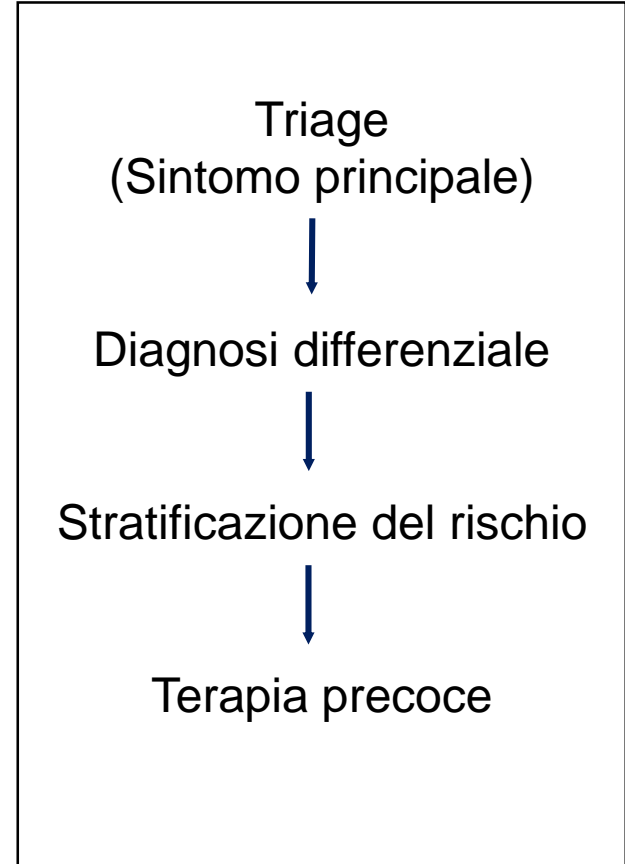 Triage
(Sintomo principale)
Diagnosi differenziale
Stratificazione del rischio
Terapia precoce